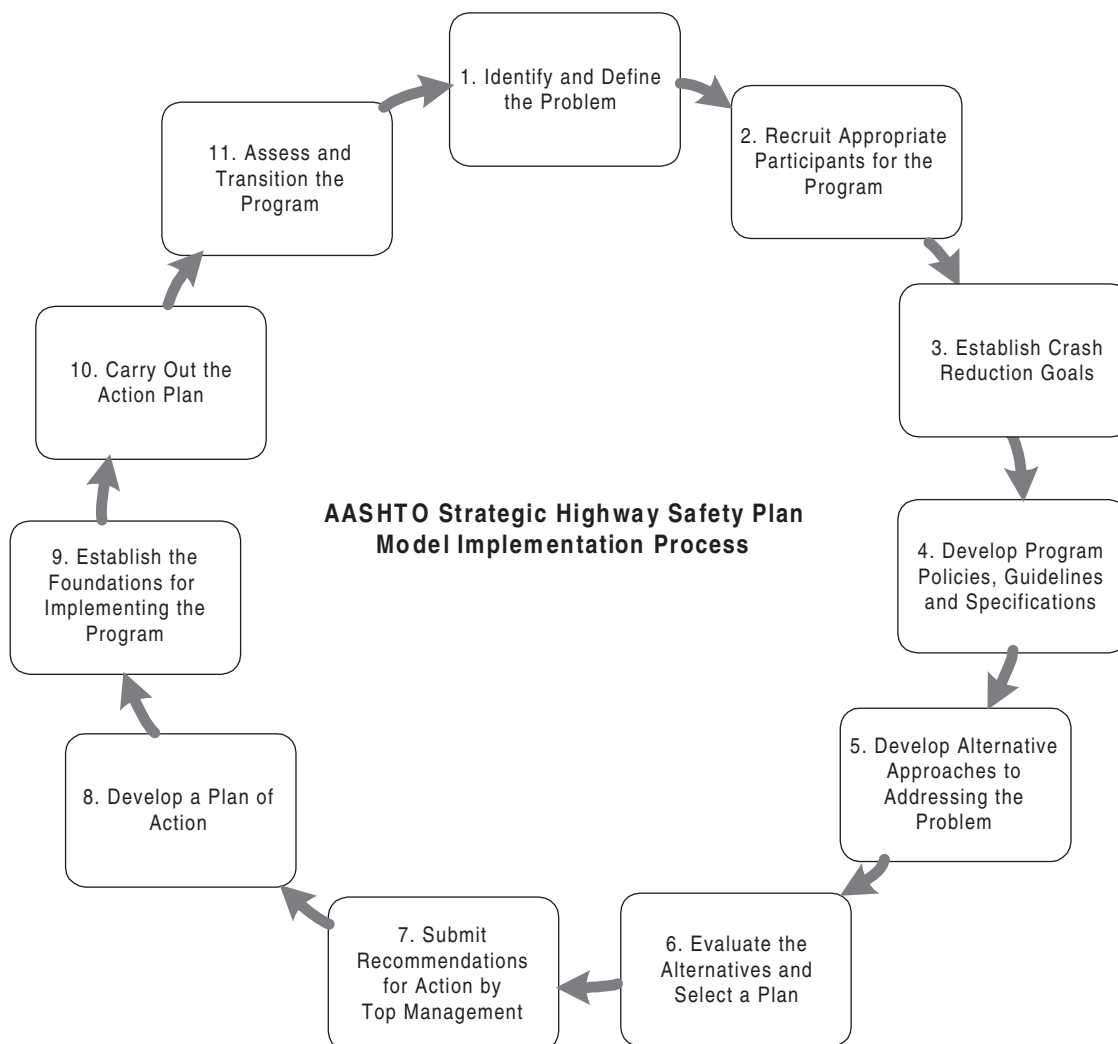 1. Identify and Define
the Problem
2. Recruit Appropriate
Participants for the
Program
3. Establish Crash
Reduction Goals
4. Develop Program
Policies, Guidelines
and Specifications
5. Develop Alternative
Approaches to
Addressing the
Problem
6. Evaluate the
Alternatives and
Select a Plan
7. Submit
Recommendations
for Action by
Top Management
8. Develop a Plan of
Action
9. Establish the
Foundations for
Implementing the
Program
10. Carry Out the
Action Plan
11. Assess and
Transition the
Program
AASHTO Strategic Highway Safety Plan
Model Implementation Process